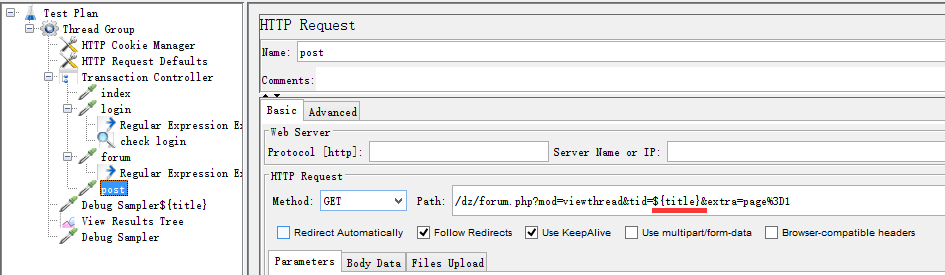 Test Plan
Thread Group
HTTP Cookie Manager
HTTP Request Defaults
Transaction Controller
index
login
Regular Expression Ex
check login
forum
Regular Expression Ex
post
Debug Sampler${title}
View Results Tree
Debug Sampler
HTTP Request
Name: post
Comments:
Basic Advanced
Web Server
Protocol [http]: Server Name or IP:
HTTP Request
Method: GET Path: /dz/forum.php?mod=viewthread&tid=${title}&extra=page%3D1
Redirect Automatically Follow Redirects Use KeepAlive Use multipart/form-data Browser-compatible headers
Parameters Body Data Files Upload